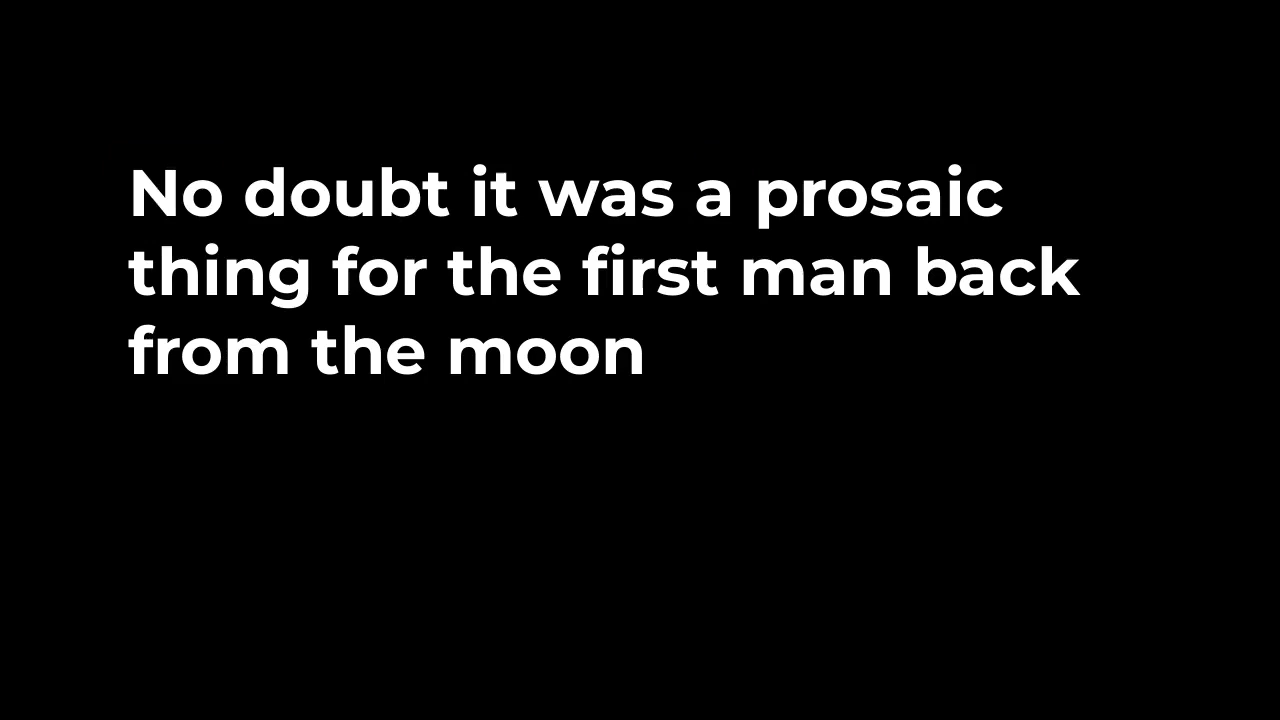 No doubt it was a prosaic
thing for the first man back
from the moon